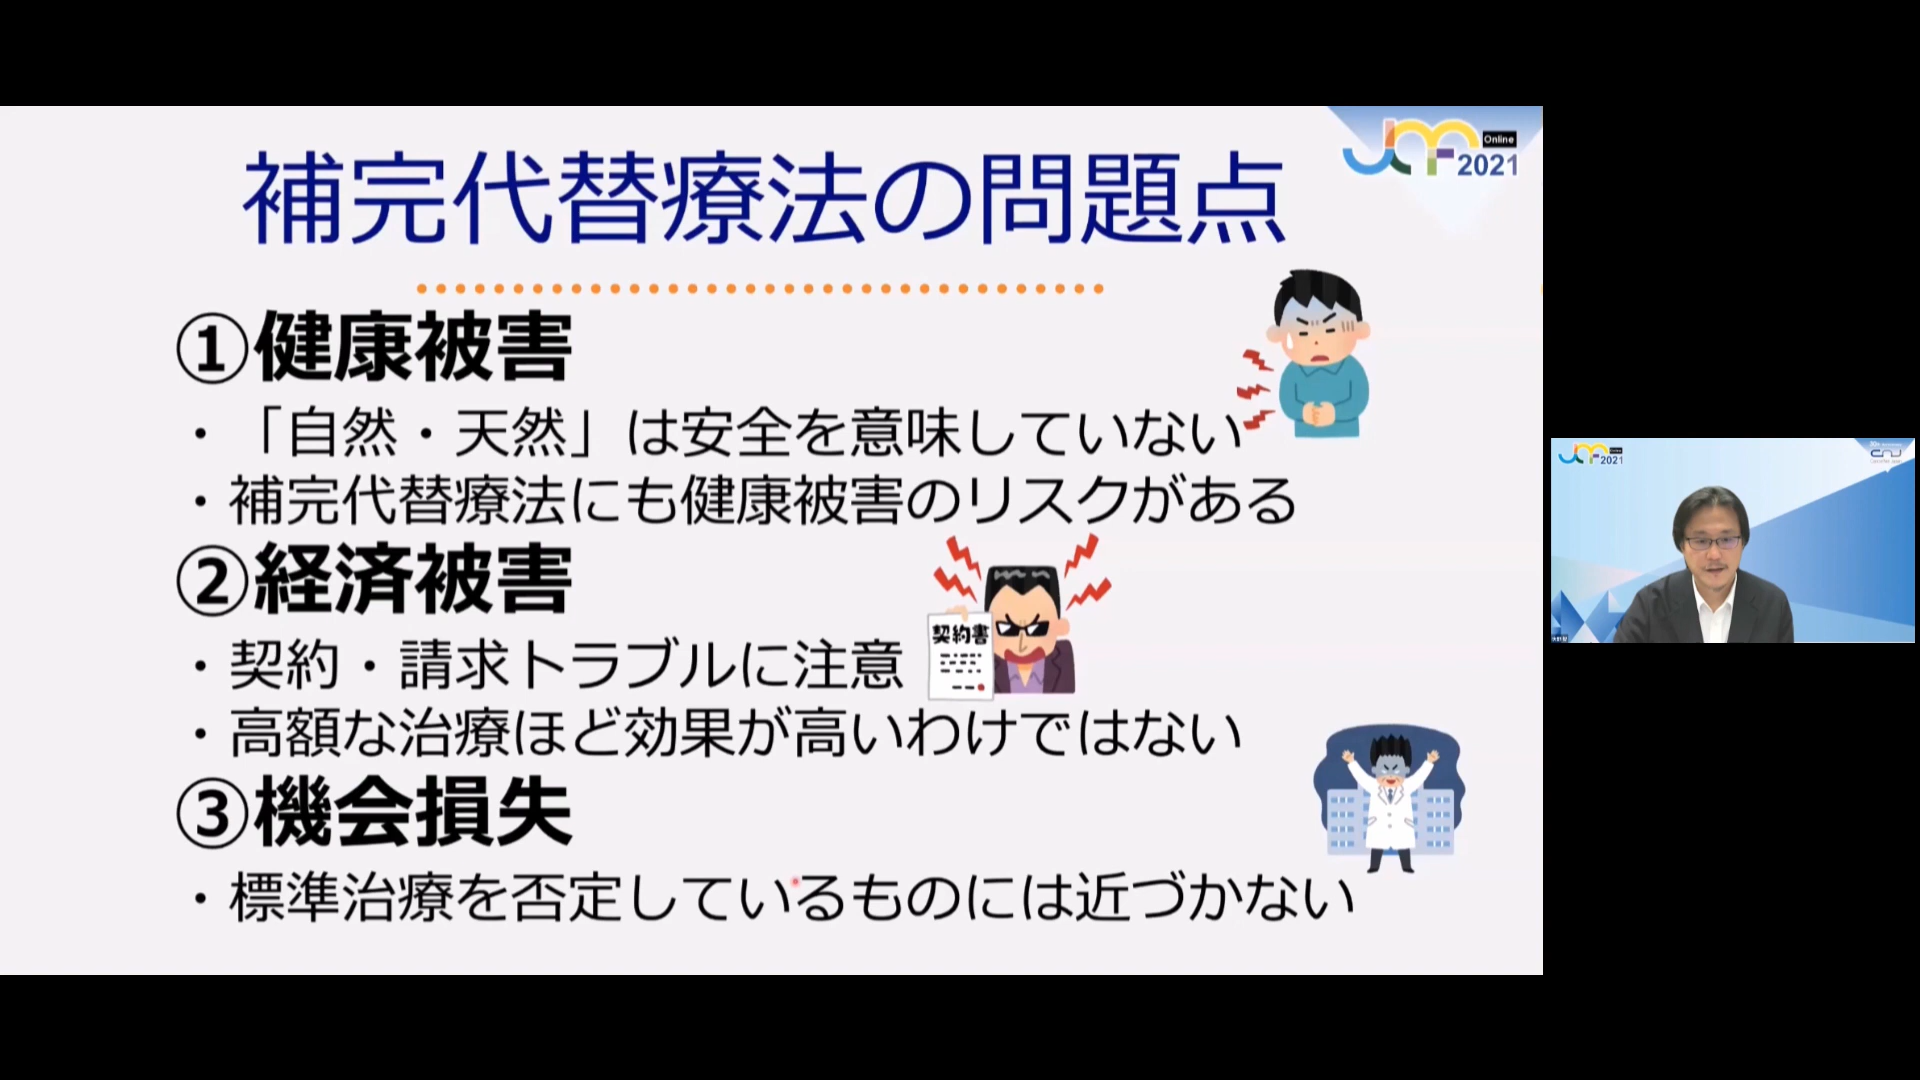 補完代替療法の問題点
Online
2021
①健康被害
・「自然・天然」は安全を意味していない
・補完代替療法にも健康被害のリスクがある
②経済被害
契約書
・契約・請求トラブルに注意
・高額な治療ほど効果が高いわけではない
③機会損失
・標準治療を否定しているものには近づかない
2021